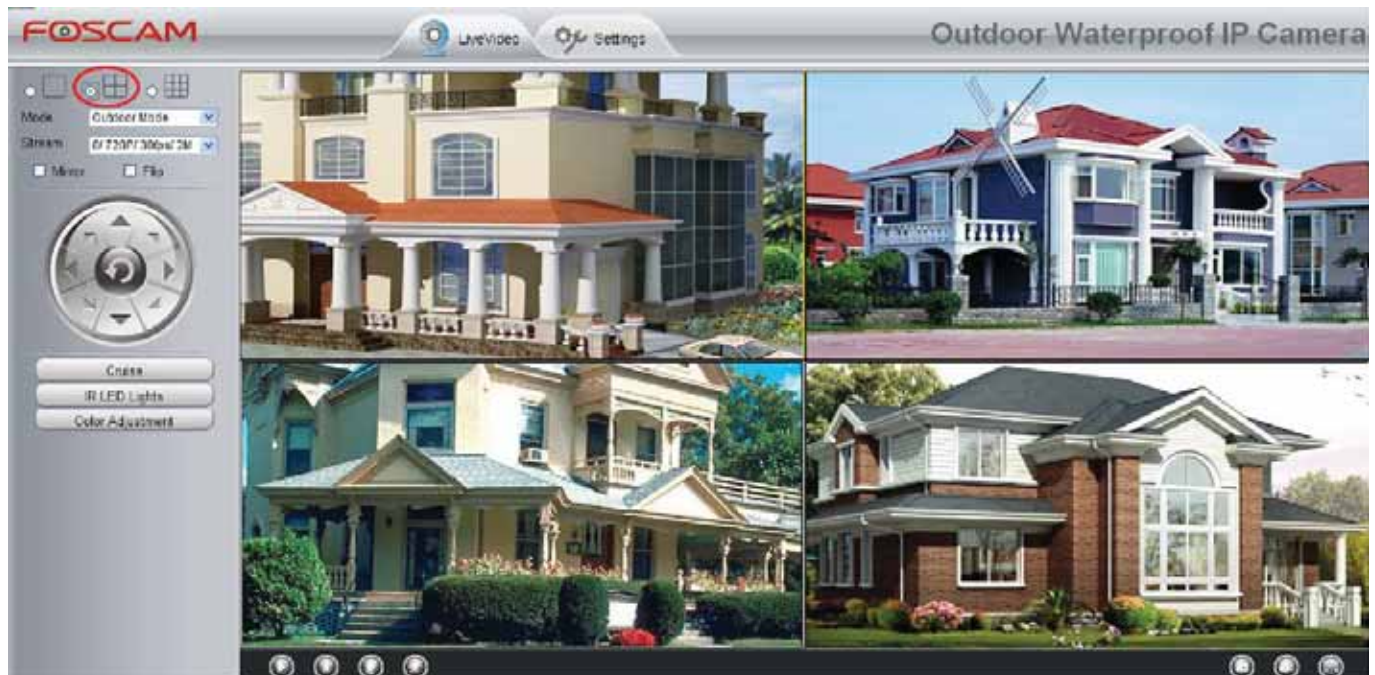 FOSCAM
LiveVideo
Settings
Outdoor Waterproof IP Camera
Mode Outdoor Mode
Stream
Mirror Flip
Cruise
IR LED Lights
Color Adjustment